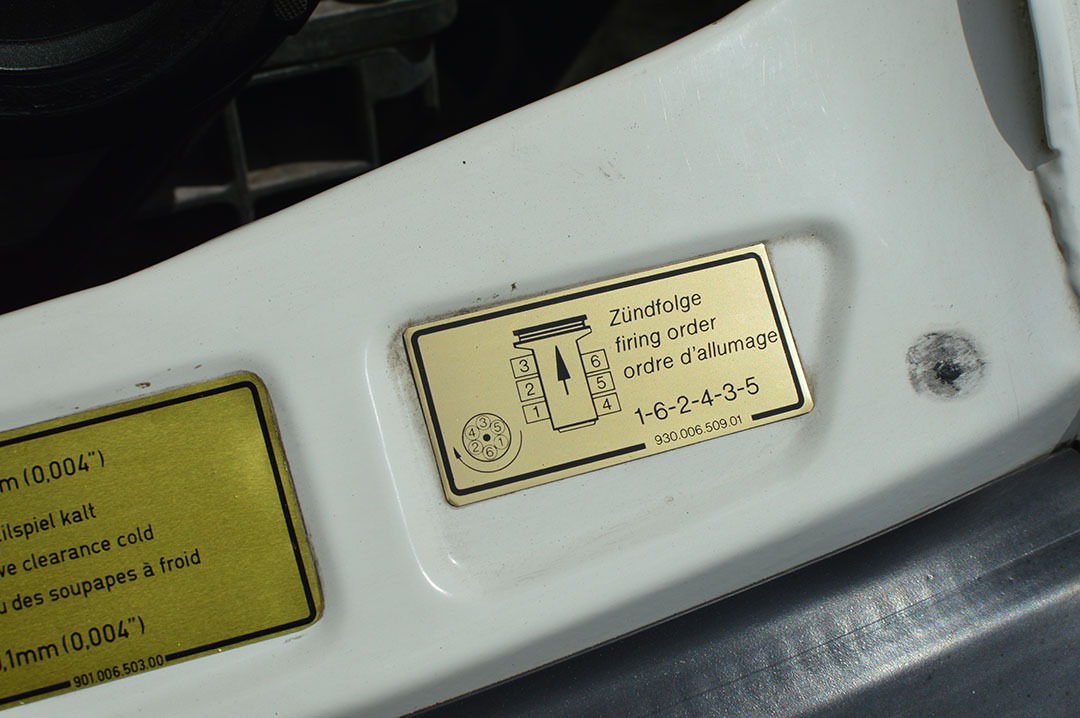 Zündfolge
firing order
ordre d'allumage
1-6-2-4-3-5
930.006.509.01
3 6
2 5
1 4
4 3 5
2 6 1
m (0,004")
ilspiel kalt
ve clearance cold
u des soupapes à froid
,1mm (0,004")
901.006.503.00